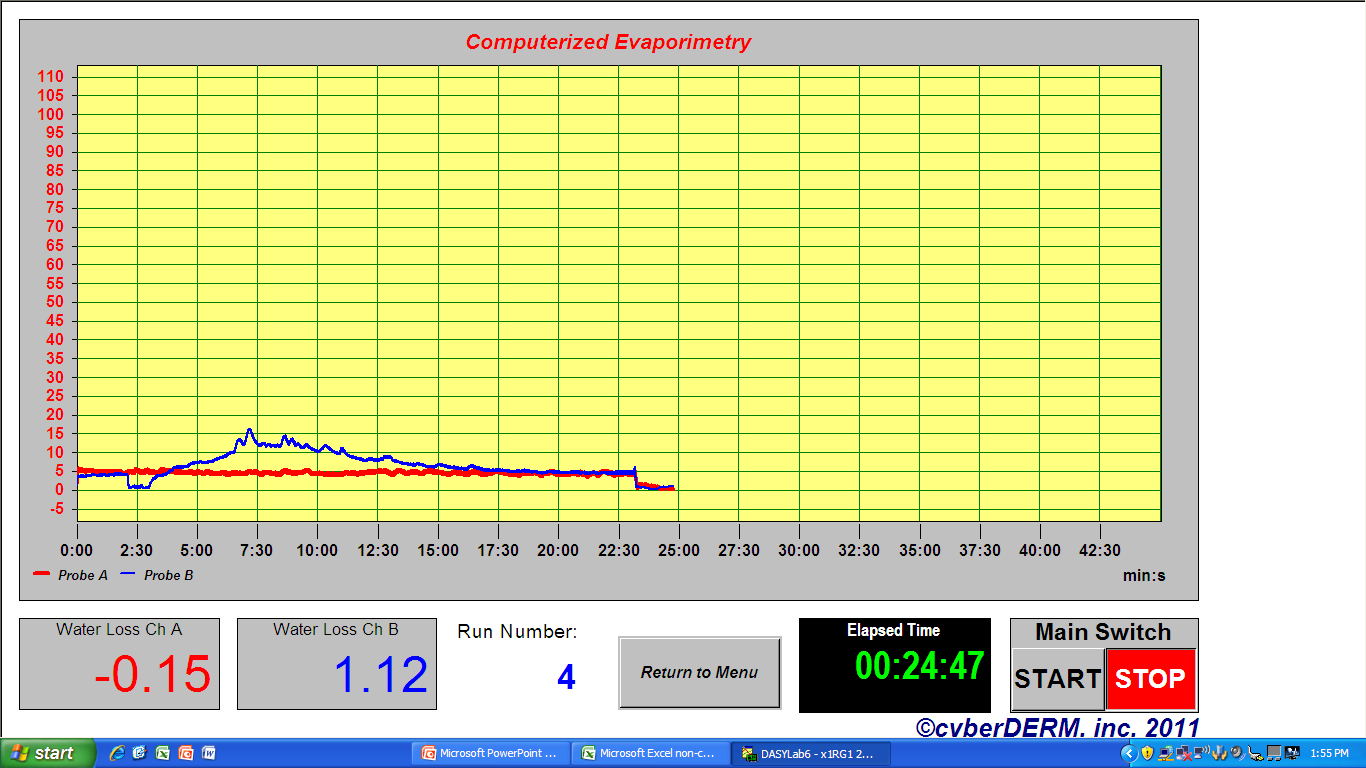 Computerized Evaporimetry
110
105
100
95
90
85
80
75
70
65
60
55
50
45
40
35
30
25
20
15
10
5
0
-5
0:00 2:30 5:00 7:30 10:00 12:30 15:00 17:30 20:00 22:30 25:00 27:30 30:00 32:30 35:00 37:30 40:00 42:30
Probe A Probe B min:s
Water Loss Ch A
-0.15
Water Loss Ch B
1.12
Run Number:
4
Return to Menu
Elapsed Time
00:24:47
Main Switch
START STOP
©cyberDERM, inc. 2011
start Microsoft PowerPoint ... Microsoft Excel non-c... DASYLab6 - x1RG1 2... 1:55 PM